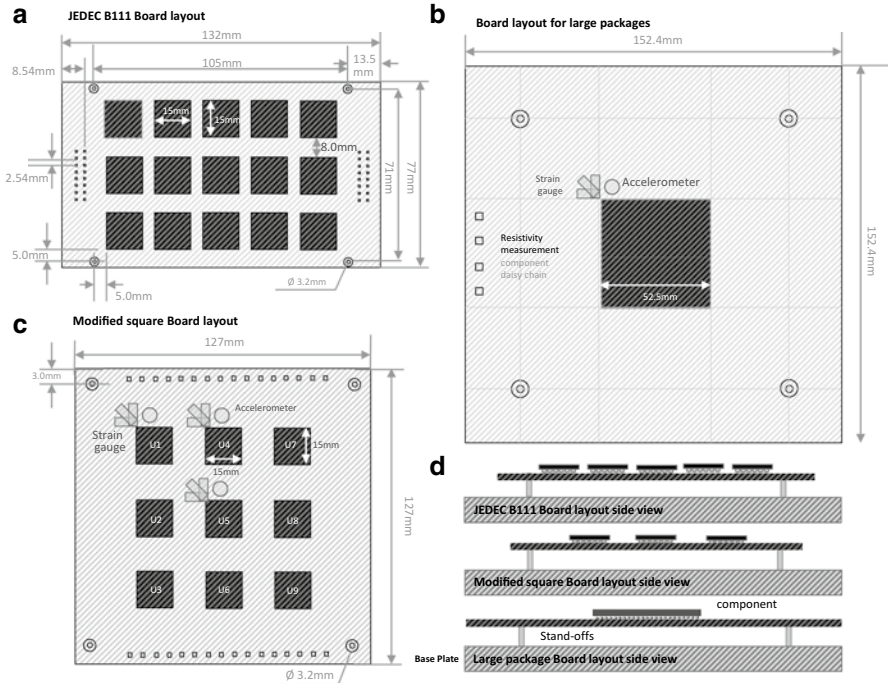 a
JEDEC B111 Board layout
132mm
8.54mm
105mm
13.5
mm
15mm
15mm
8.0mm
2.54mm
71mm
77mm
5.0mm
5.0mm
Ø 3.2mm
b
Board layout for large packages
152.4mm
Strain
gauge
Accelerometer
Resistivity
measurement
component
daisy chain
52.5mm
152.4mm
c
Modified square Board layout
127mm
3.0mm
Accelerometer
Strain
gauge
U1
U4
U7
15mm
15mm
U2
U5
U8
127mm
U3
U6
U9
Ø 3.2mm
d
JEDEC B111 Board layout side view
Modified square Board layout side view
component
Stand-offs
Base Plate
Large package Board layout side view